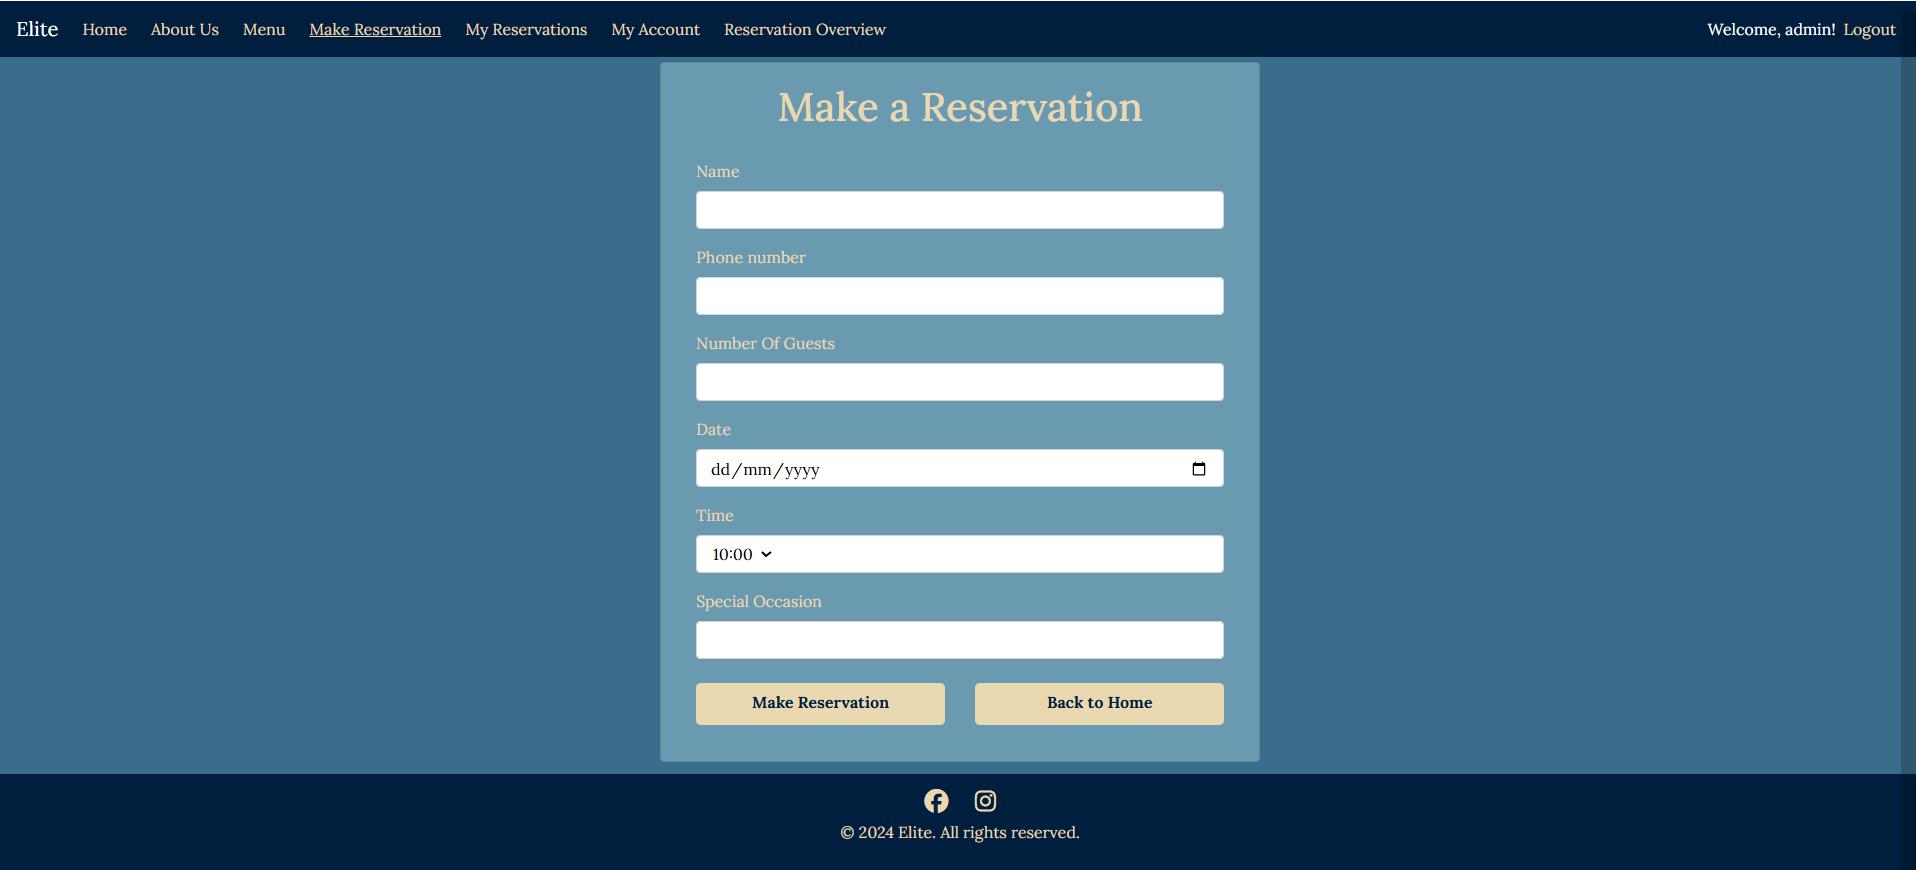 Elite Home About Us Menu Make Reservation My Reservations My Account Reservation Overview Welcome, admin! Logout
Make a Reservation
Name
Phone number
Number Of Guests
Date
dd/mm/yyyy
Time
10:00
Special Occasion
Make Reservation Back to Home
© 2024 Elite. All rights reserved.